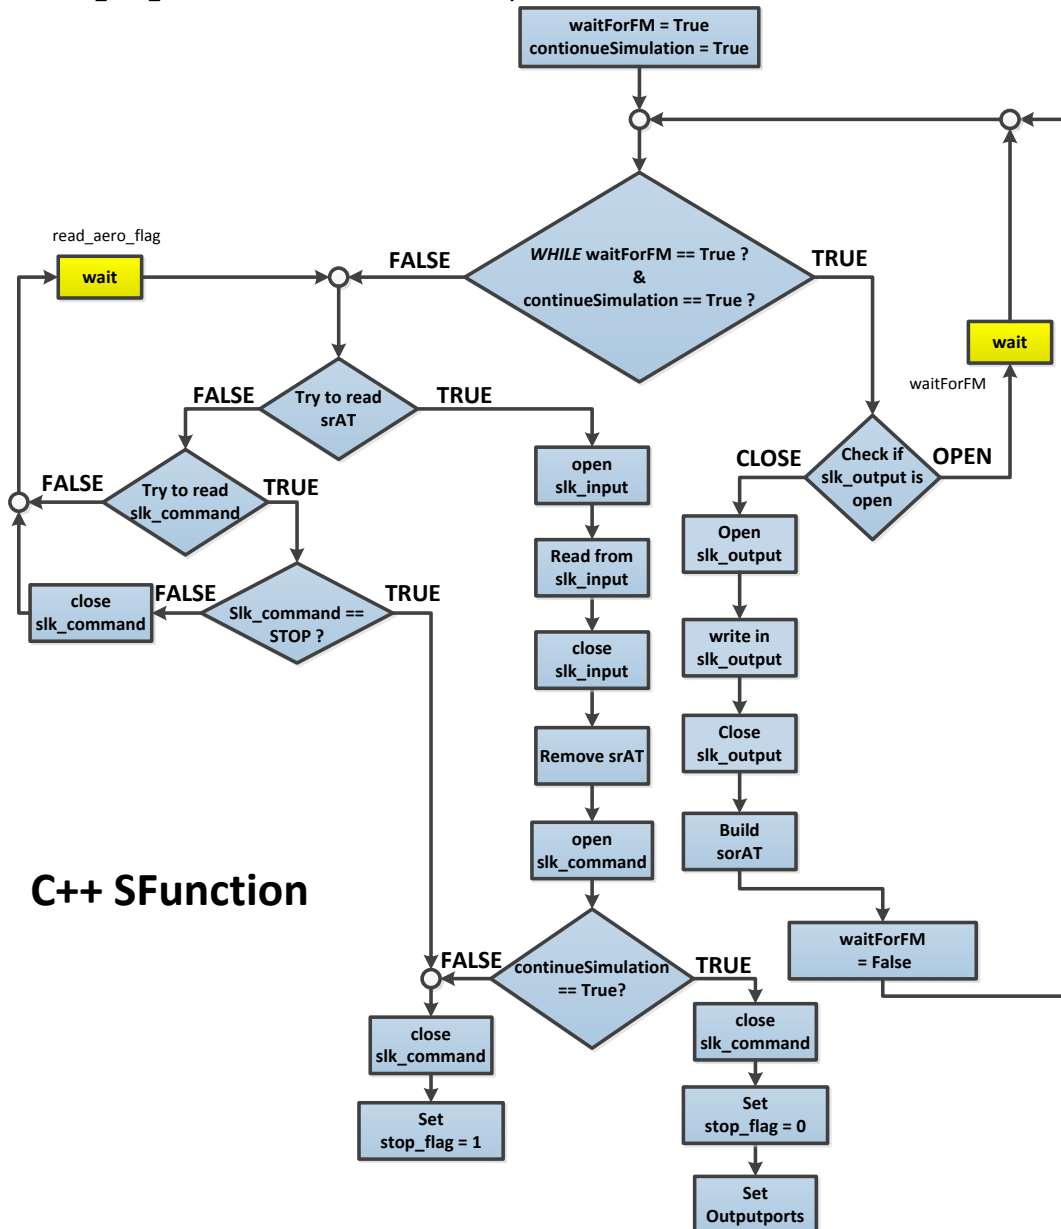 waitForFM = True
contionueSimulation = True
read_aero_flag
wait
FALSE
WHILE waitForFM == True ?
&
continueSimulation == True ?
TRUE
wait
waitForFM
FALSE
Try to read
srAT
TRUE
CLOSE
Check if
slk_output is
open
OPEN
FALSE
Try to read
slk_command
TRUE
open
slk_input
Open
slk_output
Read from
slk_input
close
slk_command
FALSE
Slk_command ==
STOP ?
TRUE
write in
slk_output
close
slk_input
Close
slk_output
Remove srAT
Build
sorAT
open
slk_command
C++ SFunction
waitForFM
= False
FALSE
continueSimulation
== True?
TRUE
close
slk_command
close
slk_command
Set
stop_flag = 1
Set
stop_flag = 0
Set
Outputports